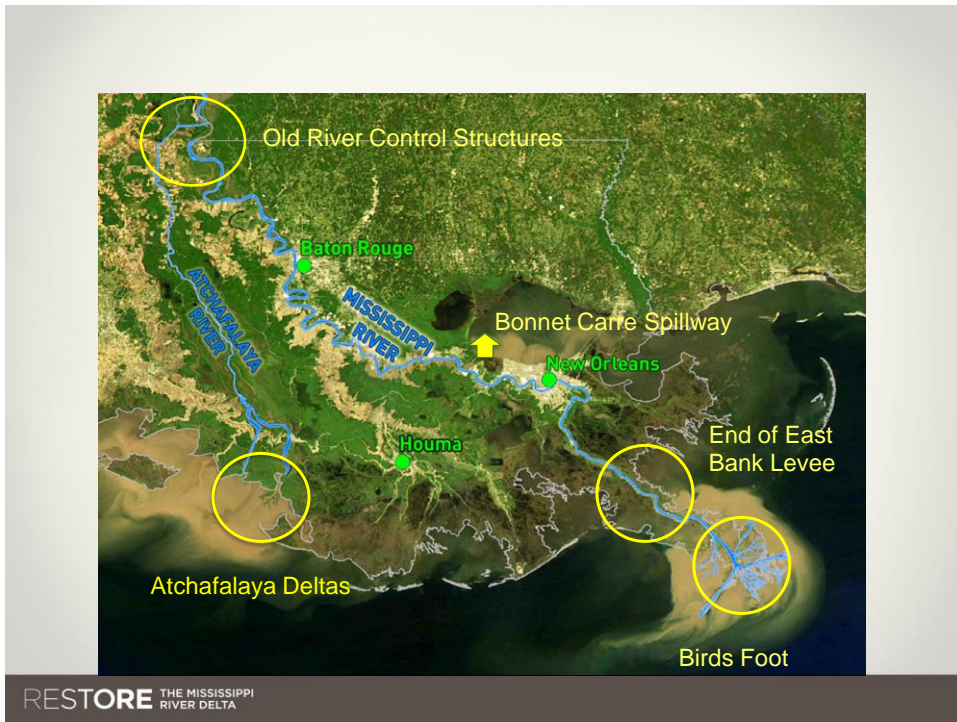 Old River Control Structures
Baton Rouge
ATCHAFALAYA
RIVER
MISSISSIPPI
RIVER
Bonnet Carre Spillway
New Orleans
End of East
Bank Levee
Houma
Atchafalaya Deltas
Birds Foot
RESTORE THE MISSISSIPPI
RIVER DELTA